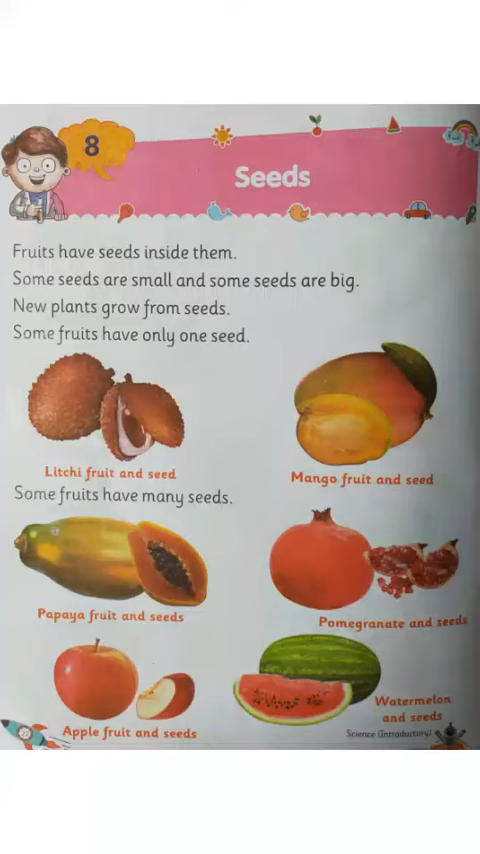 8
Seeds
Fruits have seeds inside them.
Some seeds are small and some seeds are big.
New plants grow from seeds.
Some fruits have only one seed.
Litchi fruit and seed
Mango fruit and seed
Some fruits have many seeds.
Papaya fruit and seeds
Pomegranate and seeds
Apple fruit and seeds
Watermelon
and seeds
22
Science (Introductory)